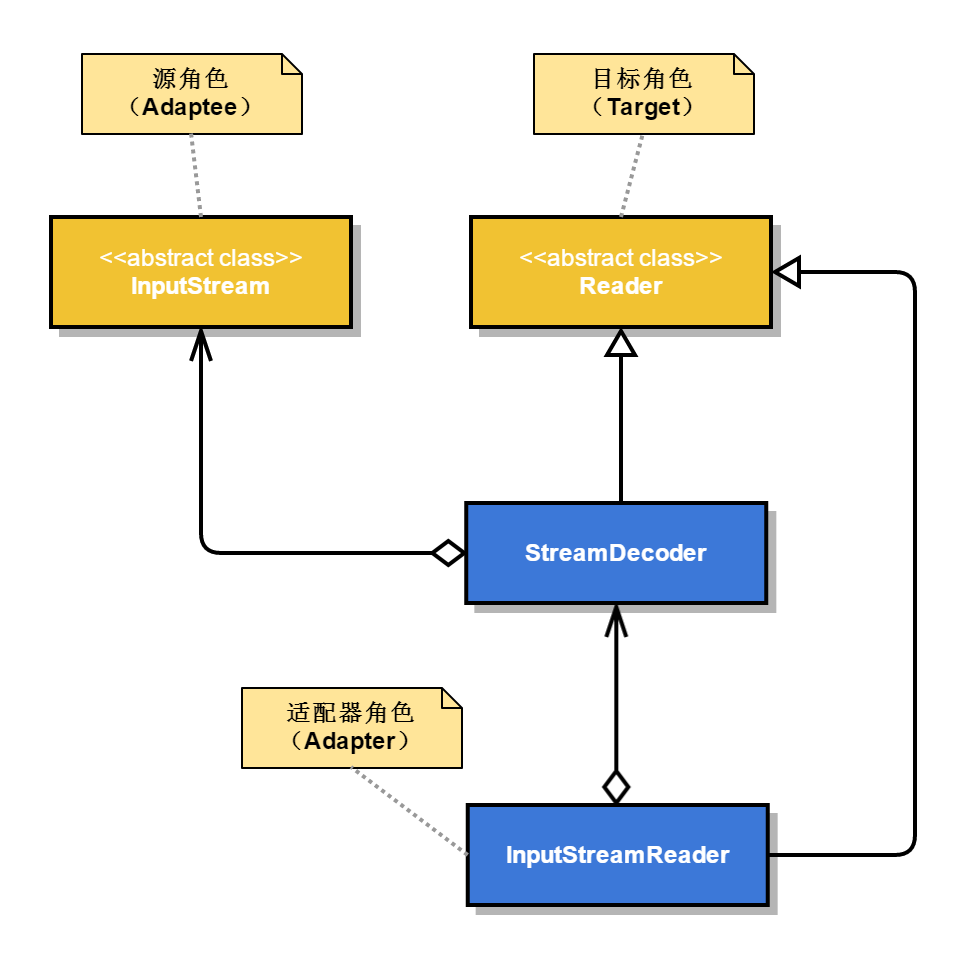 源角色
（Adaptee）
目标角色
（Target）
<<abstract class>>
InputStream
<<abstract class>>
Reader
StreamDecoder
适配器角色
（Adapter）
InputStreamReader